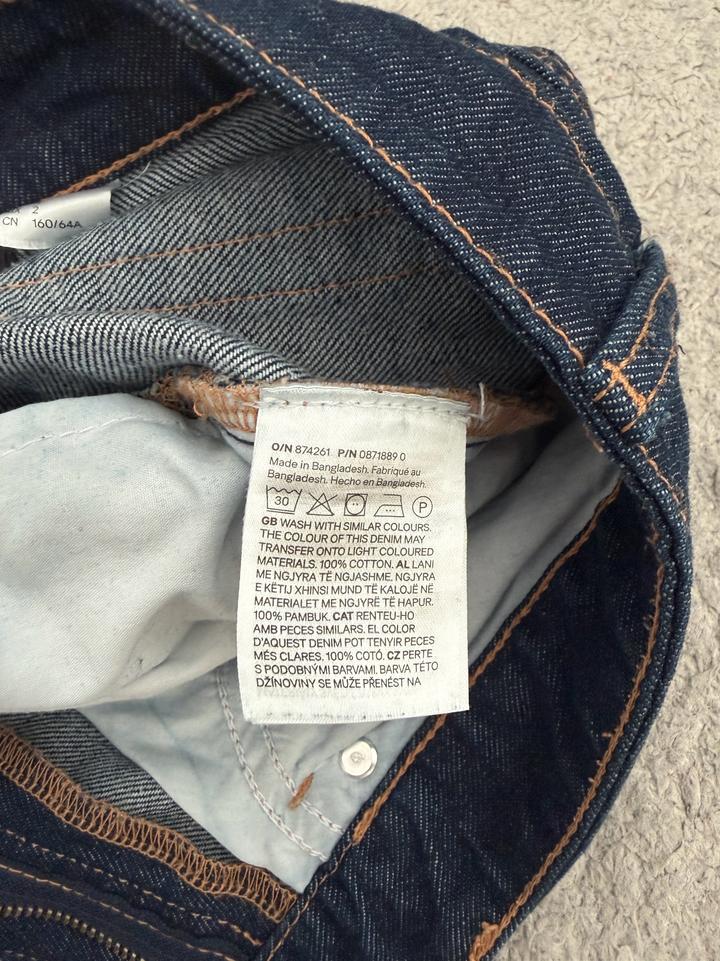 2
CN 160/64A
O/N 874261 P/N 0871889 0
Made in Bangladesh. Fabriqué au
Bangladesh. Hecho en Bangladesh.
30 P
GB WASH WITH SIMILAR COLOURS.
THE COLOUR OF THIS DENIM MAY
TRANSFER ONTO LIGHT COLOURED
MATERIALS. 100% COTTON. AL LANI
ME NGJYRA TË NGJASHME. NGJYRA
E KËTIJ XHINSI MUND TË KALOJË NË
MATERIALET ME NGJYRË TË HAPUR.
100% PAMBUK. CAT RENTEU-HO
AMB PECES SIMILARS. EL COLOR
D'AQUEST DENIM POT TENYIR PECES
MÉS CLARES. 100% COTÓ. CZ PERTE
S PODOBNÝMI BARVAMI. BARVA TÉTO
DŽÍNOVINY SE MŮŽE PŘENÉST NA